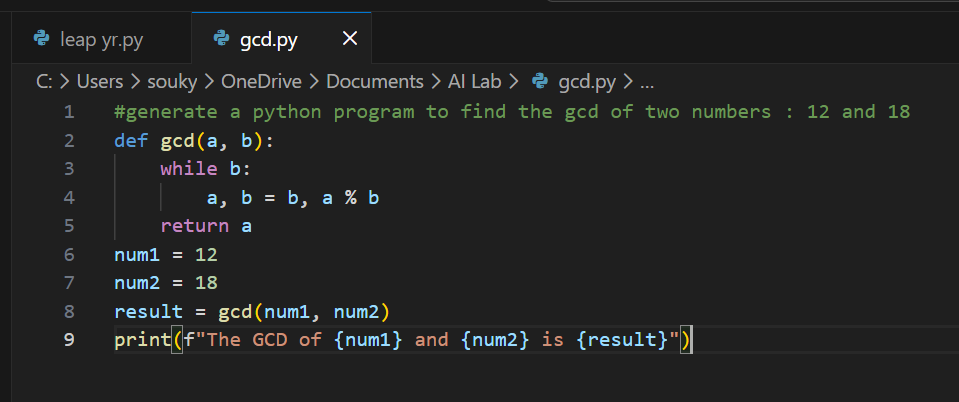 leap yr.py gcd.py
C: > Users > souky > OneDrive > Documents > AI Lab > gcd.py > ...
1 #generate a python program to find the gcd of two numbers : 12 and 18
2 def gcd(a, b):
3     while b:
4         a, b = b, a % b
5     return a
6 num1 = 12
7 num2 = 18
8 result = gcd(num1, num2)
9 print(f"The GCD of {num1} and {num2} is {result}")